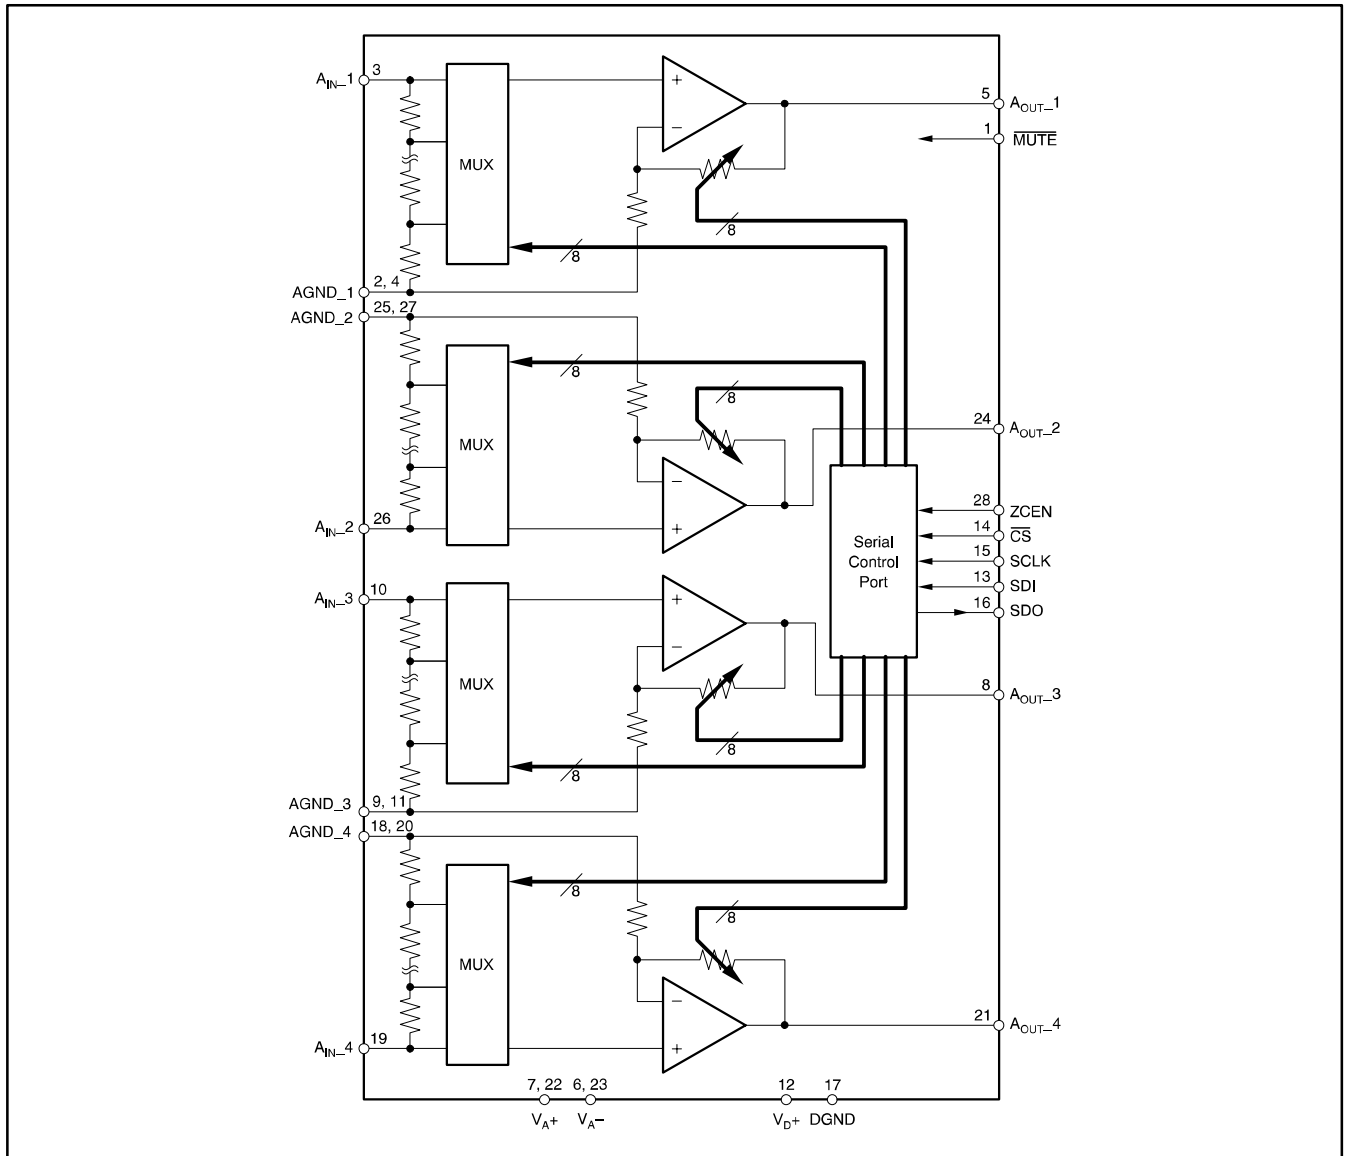 A_IN_1 3
MUX
+
−
5 A_OUT_1
1 MUTE
8
8
AGND_1 2, 4
AGND_2 25, 27
8
8
MUX
24 A_OUT_2
−
+
A_IN_2 26
Serial
Control
Port
28 ZCEN
14 CS
15 SCLK
13 SDI
16 SDO
A_IN_3 10
MUX
+
−
8 A_OUT_3
8
8
AGND_3 9, 11
AGND_4 18, 20
8
8
MUX
−
+
21 A_OUT_4
A_IN_4 19
7, 22 6, 23 12 17
V_A+ V_A− V_D+ DGND